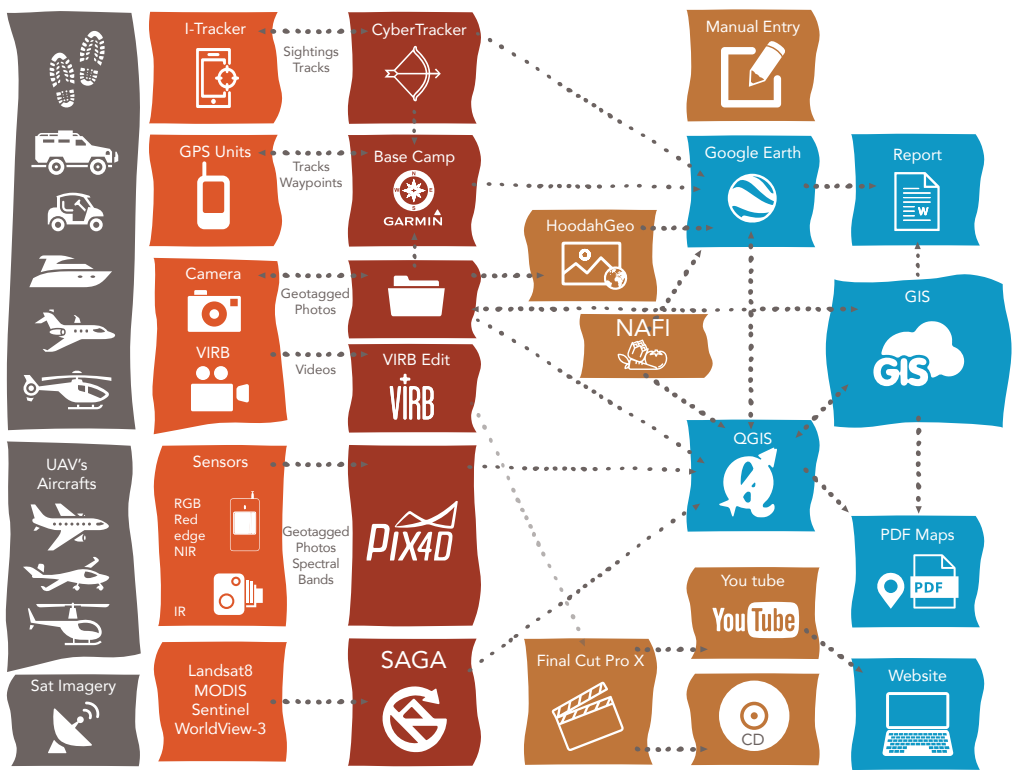 I-Tracker
Sightings
Tracks
CyberTracker
Manual Entry
GPS Units
Tracks
Waypoints
Base Camp
N
W
E
S
GARMIN
Google Earth
Report
W
HoodahGeo
Camera
Geotagged
Photos
VIRB
Videos
VIRB Edit
VIRB
NAFI
GIS
GIS
UAV's
Aircrafts
Sensors
RGB
Red
edge
NIR
IR
Geotagged
Photos
Spectral
Bands
PIX4D
QGIS
PDF Maps
PDF
You tube
YouTube
Sat Imagery
Landsat8
MODIS
Sentinel
WorldView-3
SAGA
Final Cut Pro X
CD
Website